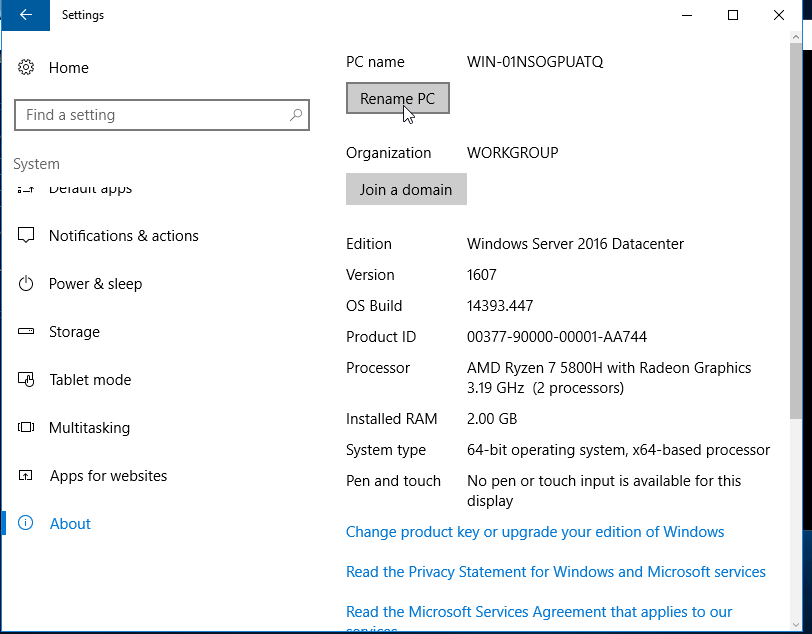 Settings
Home
Find a setting
System
Default apps
Notifications & actions
Power & sleep
Storage
Tablet mode
Multitasking
Apps for websites
About
PC name WIN-01NSOGPUATQ
Rename PC
Organization WORKGROUP
Join a domain
Edition Windows Server 2016 Datacenter
Version 1607
OS Build 14393.447
Product ID 00377-90000-00001-AA744
Processor AMD Ryzen 7 5800H with Radeon Graphics
3.19 GHz (2 processors)
Installed RAM 2.00 GB
System type 64-bit operating system, x64-based processor
Pen and touch No pen or touch input is available for this
display
Change product key or upgrade your edition of Windows
Read the Privacy Statement for Windows and Microsoft services
Read the Microsoft Services Agreement that applies to our
services